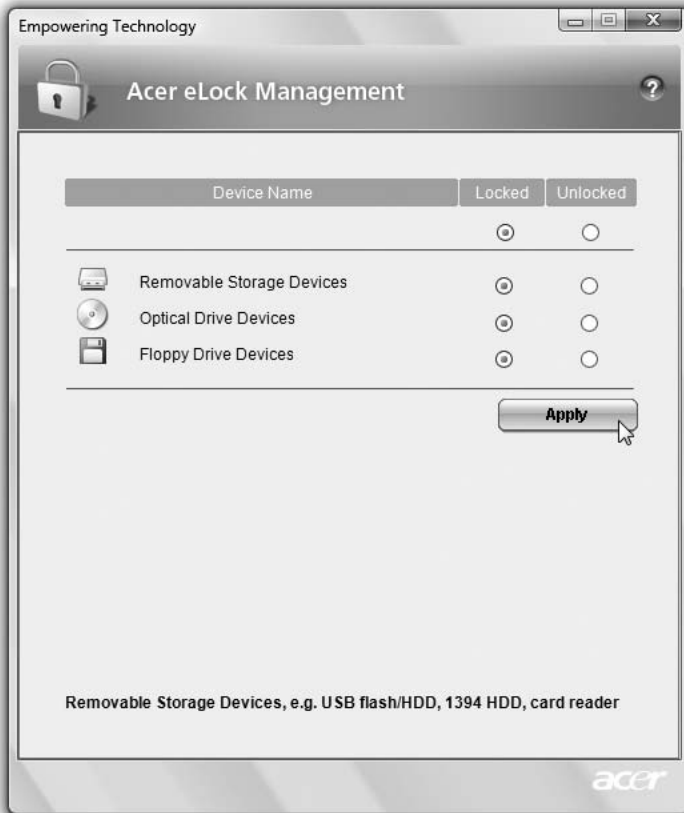 Empowering Technology
Acer eLock Management
?
Device Name Locked Unlocked
Removable Storage Devices
Optical Drive Devices
Floppy Drive Devices
Apply
Removable Storage Devices, e.g. USB flash/HDD, 1394 HDD, card reader
acer